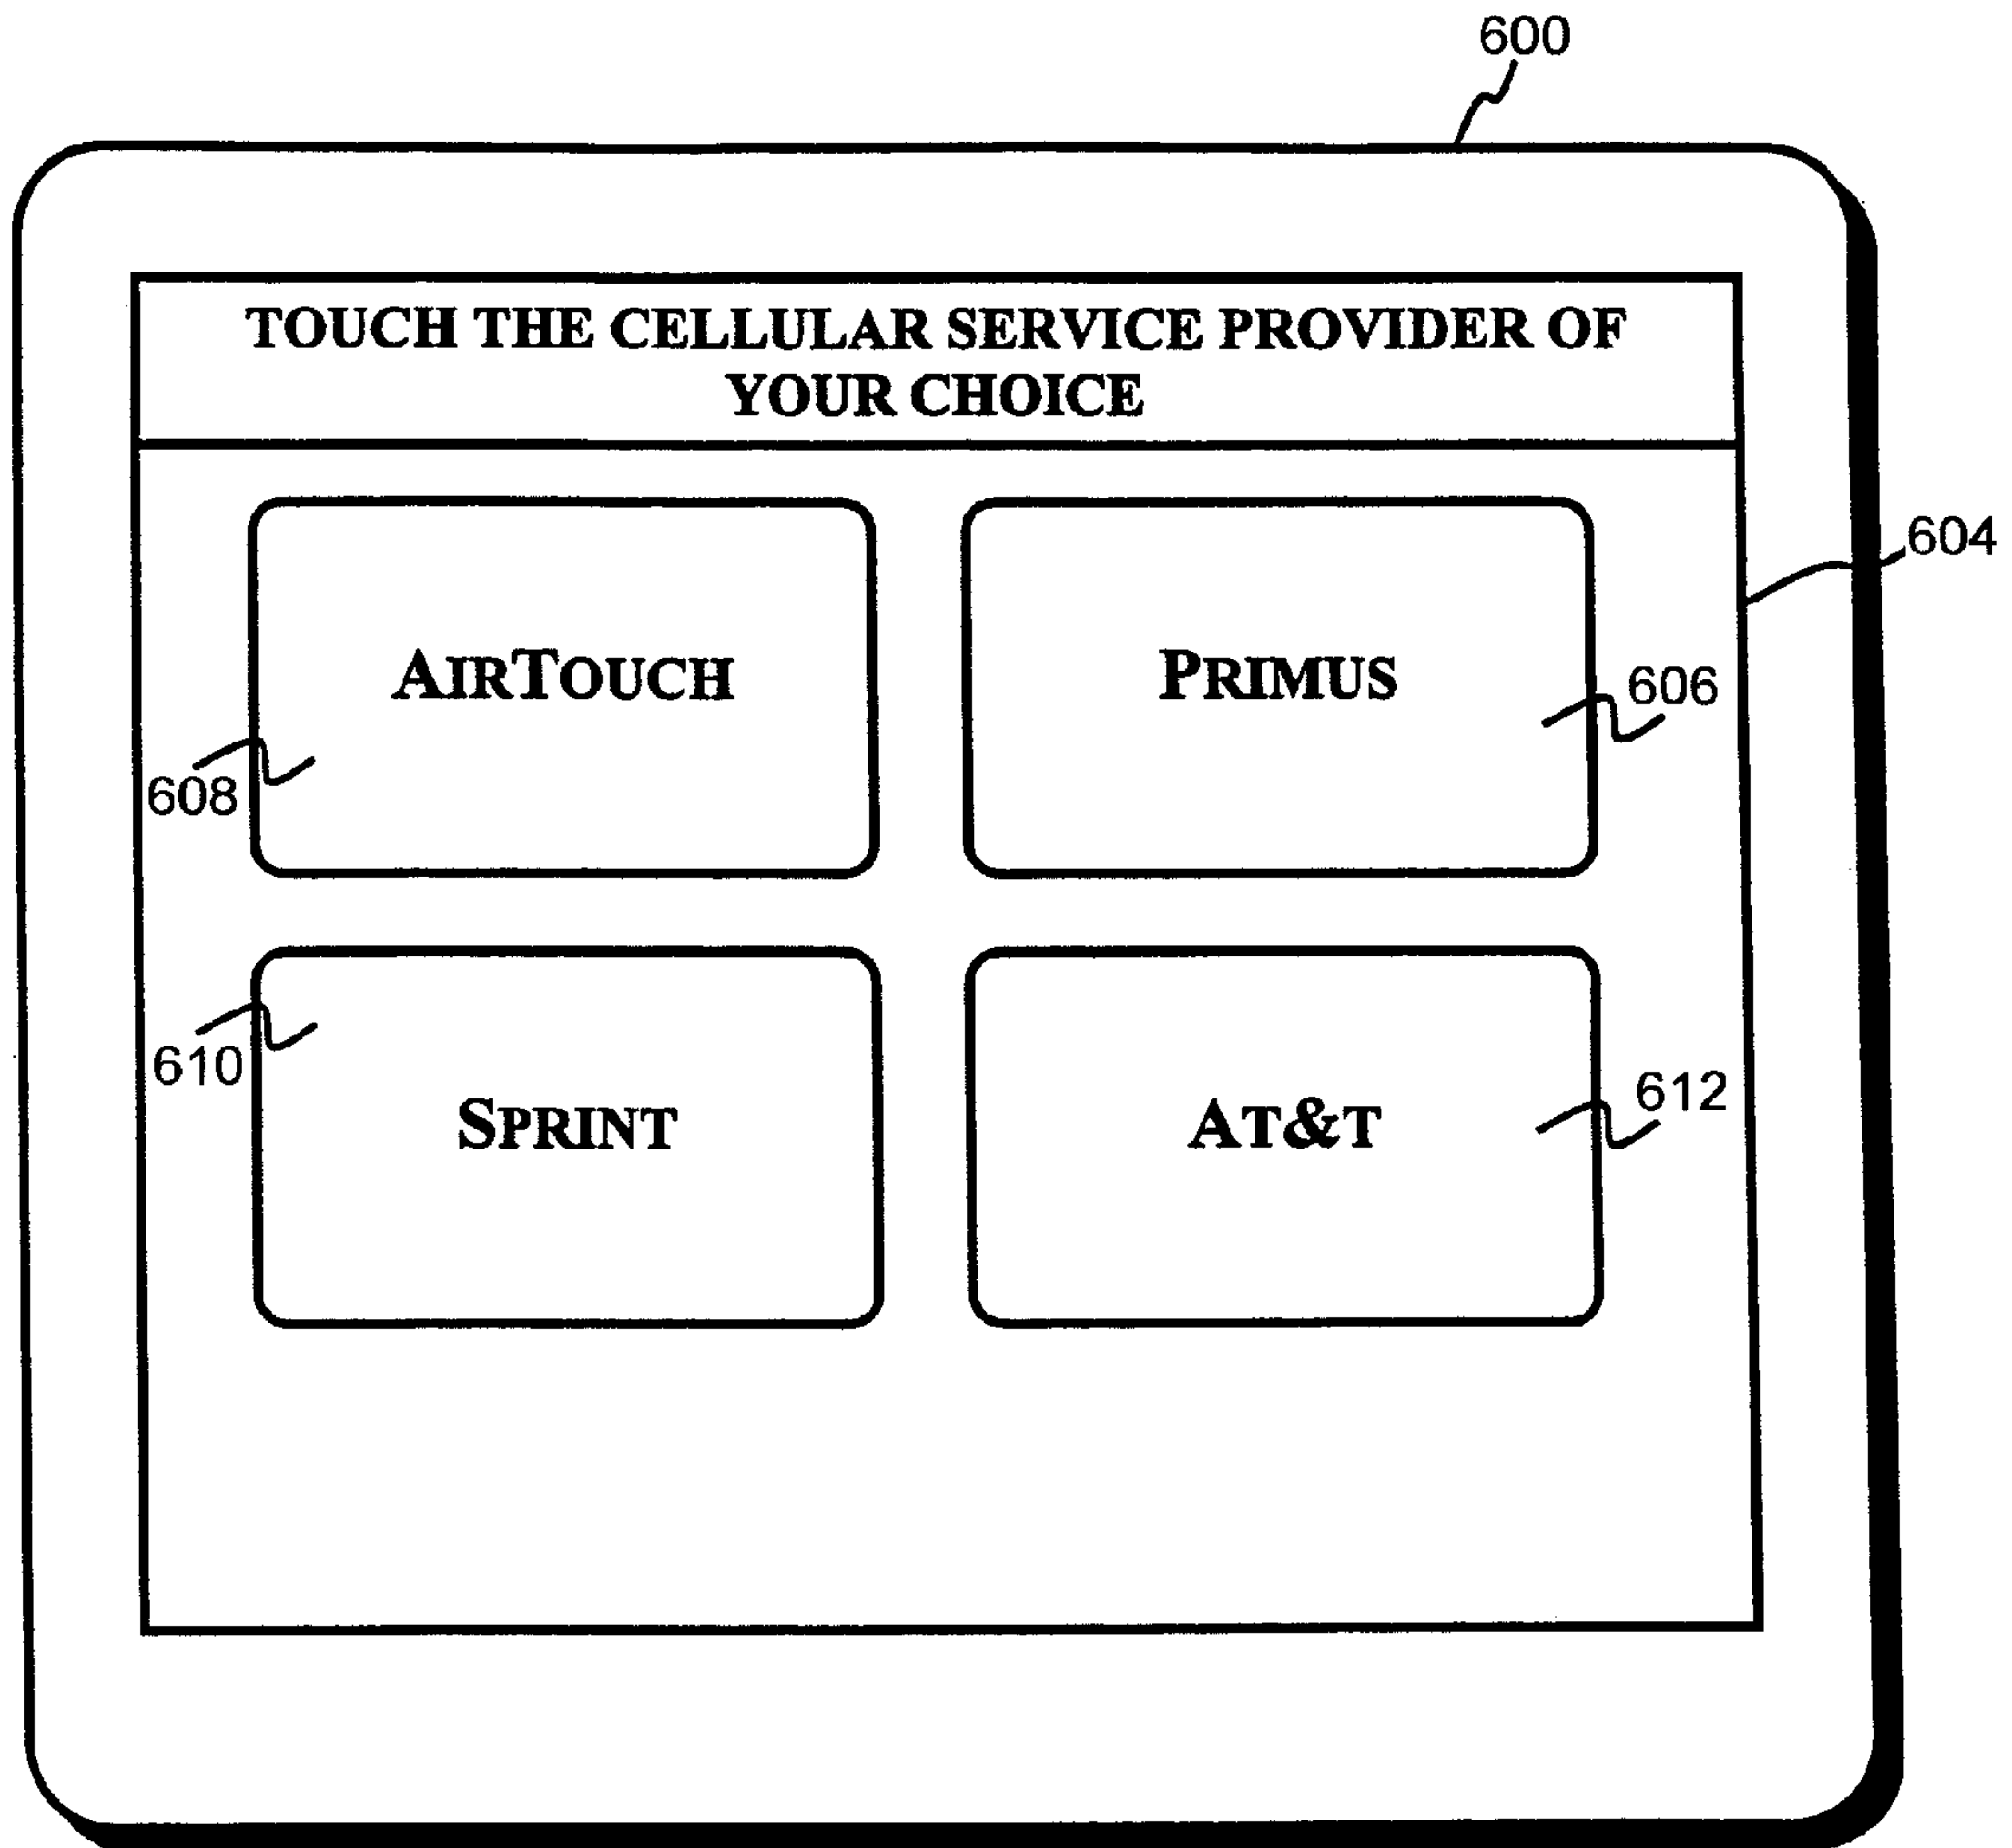 600
TOUCH THE CELLULAR SERVICE PROVIDER OF
YOUR CHOICE
604
AIRTOUCH
PRIMUS
606
608
610
612
SPRINT
AT&T